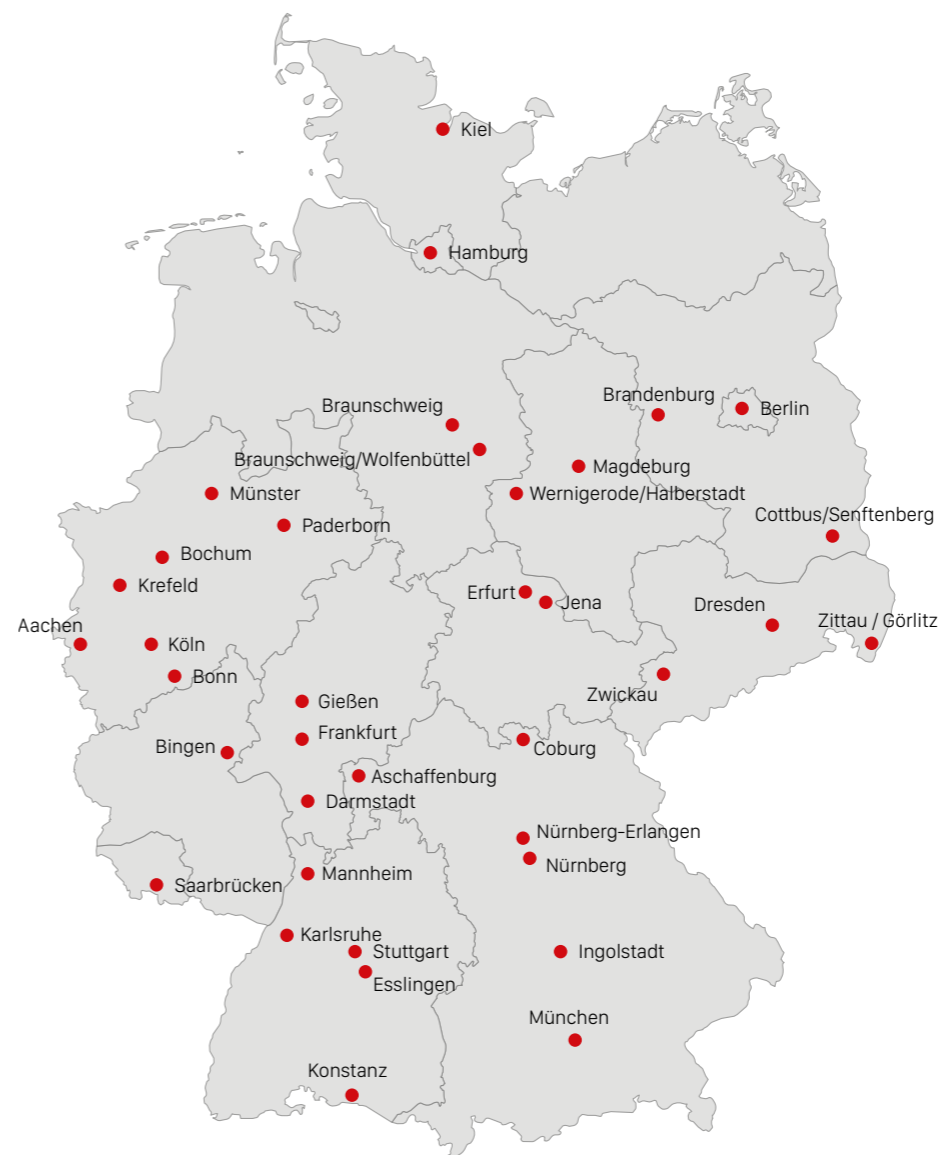 Kiel
Hamburg
Brandenburg
Berlin
Braunschweig
Braunschweig/Wolfenbüttel
Magdeburg
Münster
Wernigerode/Halberstadt
Cottbus/Senftenberg
Paderborn
Bochum
Krefeld
Erfurt
Jena
Dresden
Zittau / Görlitz
Aachen
Köln
Bonn
Zwickau
Gießen
Frankfurt
Bingen
Coburg
Aschaffenburg
Darmstadt
Nürnberg-Erlangen
Nürnberg
Mannheim
Saarbrücken
Karlsruhe
Stuttgart
Ingolstadt
Esslingen
München
Konstanz